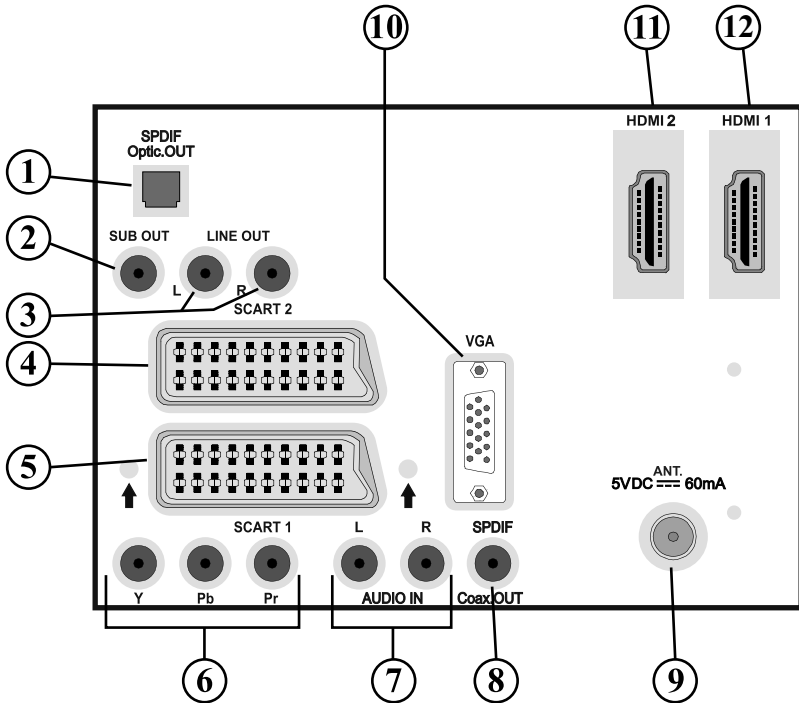 10
11
12
HDMI 2
HDMI 1
SPDIF
Optic.OUT
1
2
SUB OUT
LINE OUT
L
R
3
SCART 2
4
VGA
5
ANT.
5VDC ⎓ 60mA
SCART 1
L
R
SPDIF
Y
Pb
Pr
AUDIO IN
Coax.OUT
6
7
8
9